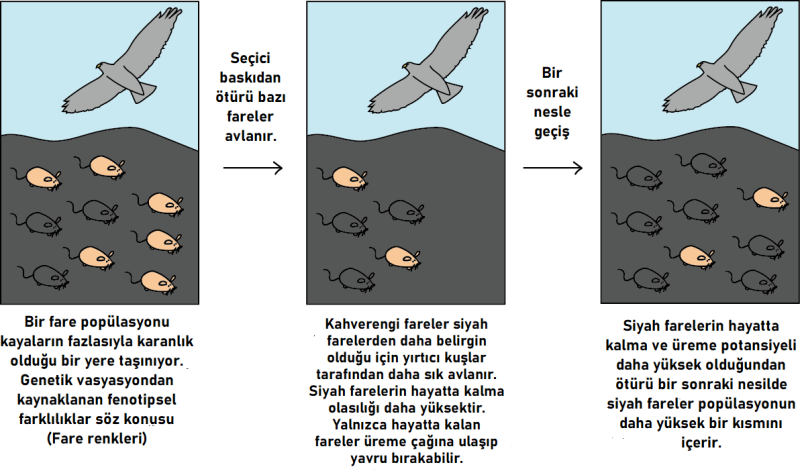 Seçici
baskıdan
ötürü bazı
fareler
avlanır.
Bir
sonraki
nesle
geçiş
Bir fare popülasyonu
kayaların fazlasıyla karanlık
olduğu bir yere taşınıyor.
Genetik vasyasyondan
kaynaklanan fenotipsel
farklılıklar söz konusu
(Fare renkleri)
Kahverengi fareler siyah
farelerden daha belirgin
olduğu için yırtıcı kuşlar
tarafından daha sık avlanır.
Siyah farelerin hayatta kalma
olasılığı daha yüksektir.
Yalnızca hayatta kalan
fareler üreme çağına ulaşıp
yavru bırakabilir.
Siyah farelerin hayatta
kalma ve üreme potansiyeli
daha yüksek olduğundan
ötürü bir sonraki nesilde
siyah fareler popülasyonun
daha yüksek bir kısmını
içerir.